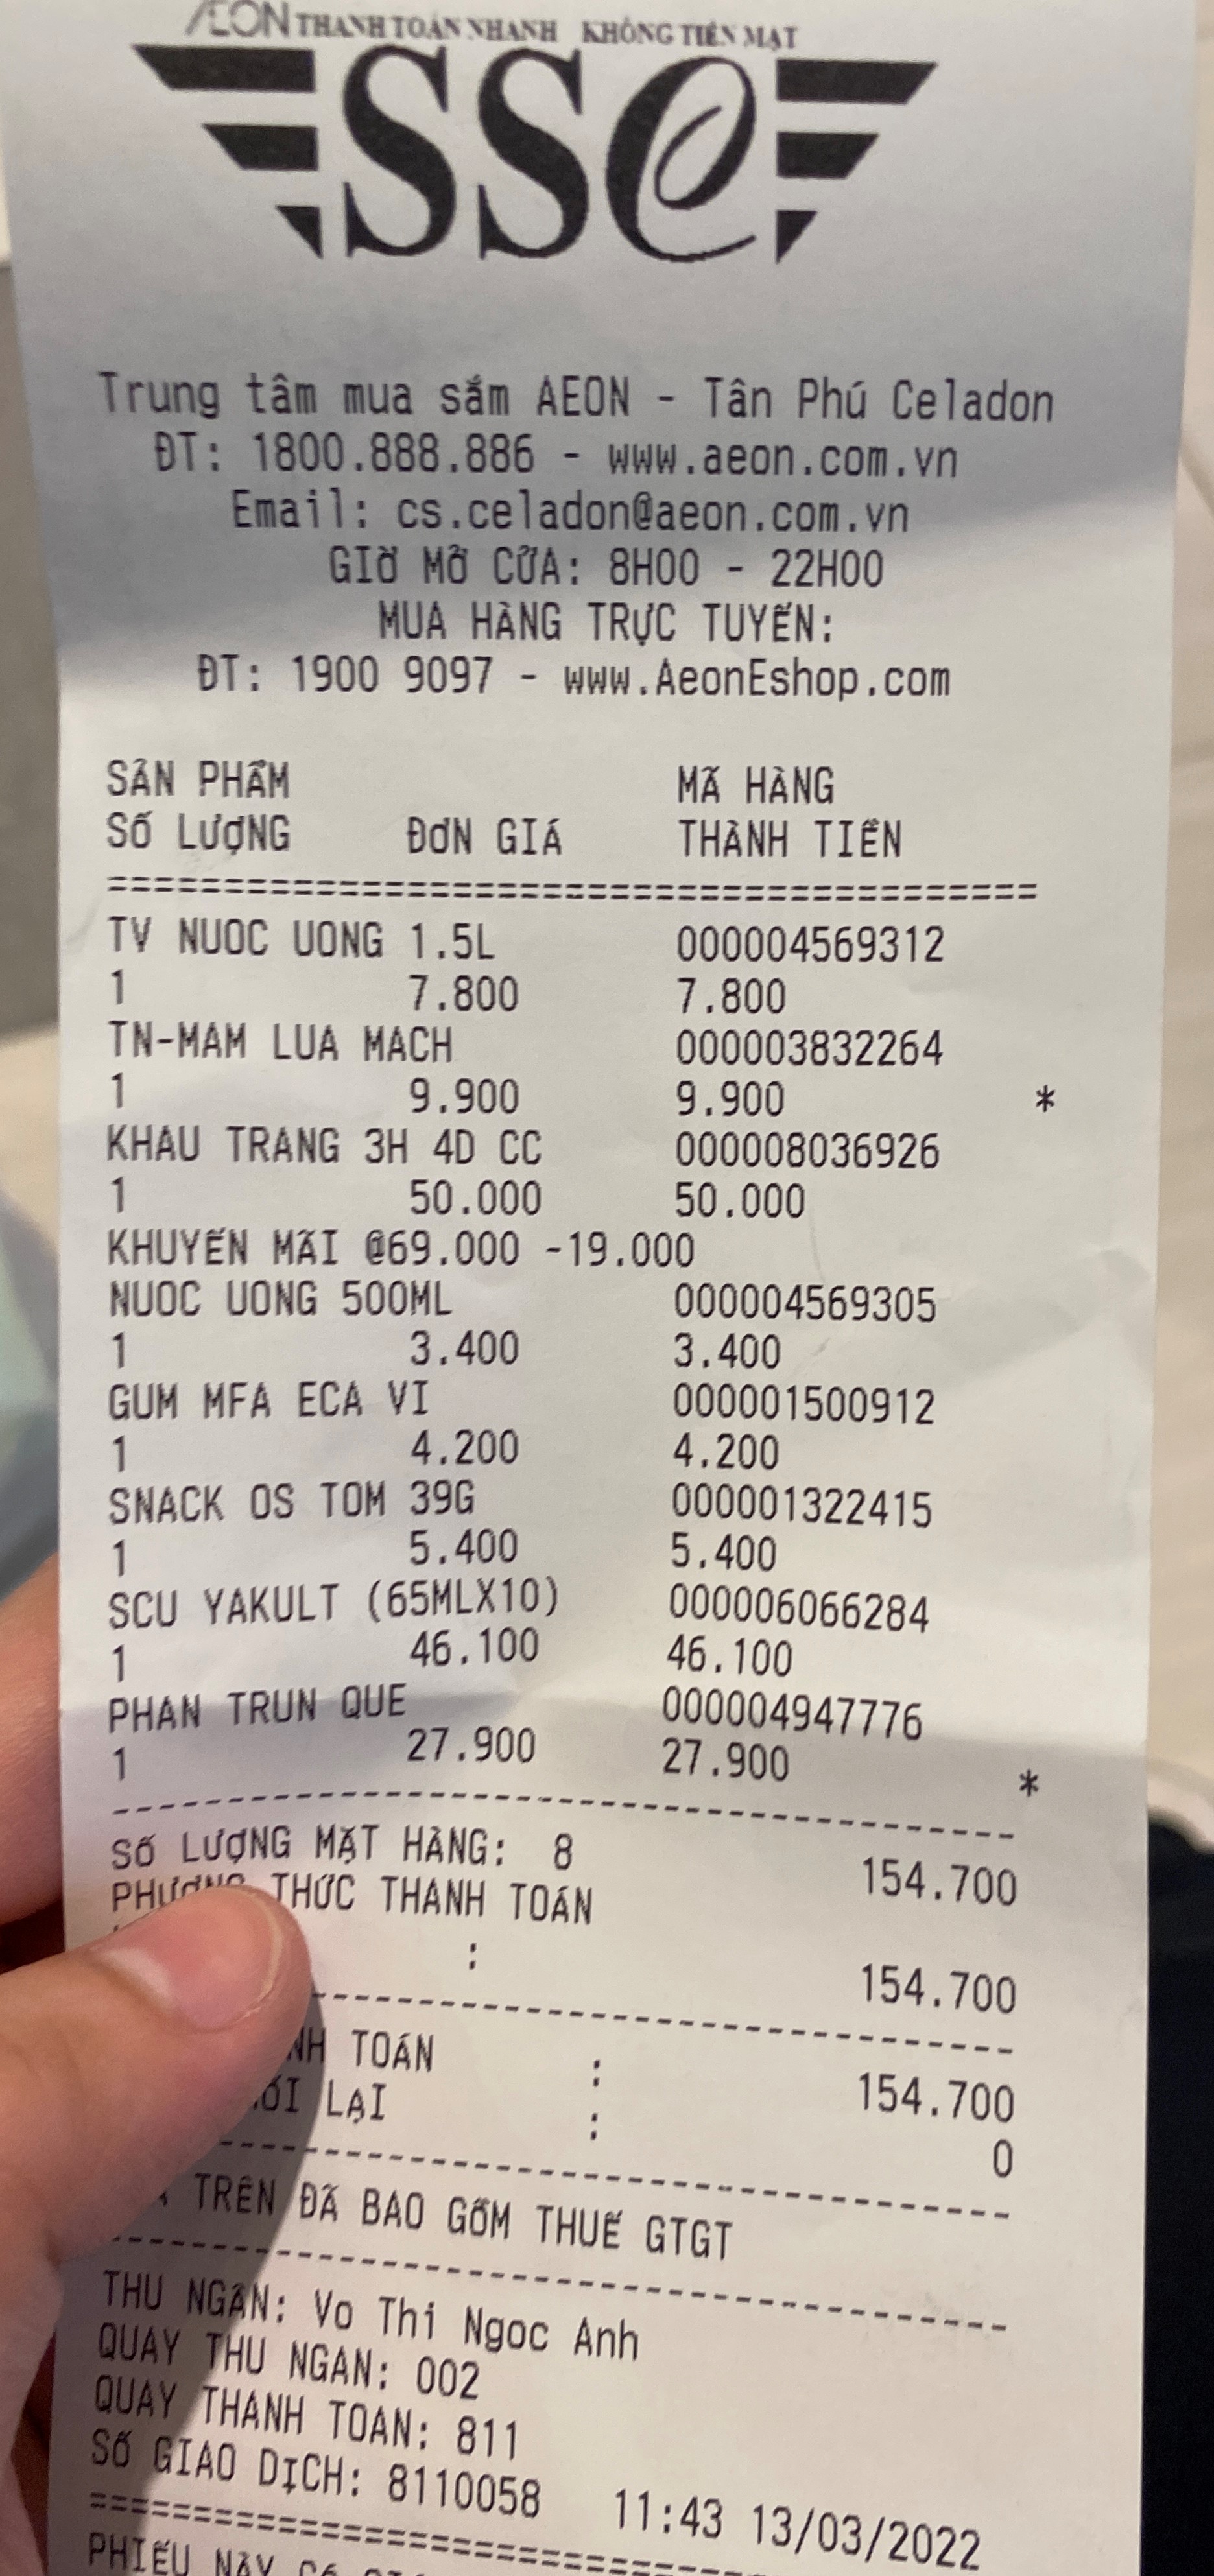 ÆON THANH TOÁN NHANH KHÔNG TIỀN MẶT
SSC
Trung tâm mua sắm AEON - Tân Phú Celadon
ĐT: 1800.888.886 - www.aeon.com.vn
Email: cs.celadon@aeon.com.vn
GIỜ MỞ CỬA: 8H00 - 22H00
MUA HÀNG TRỰC TUYẾN:
ĐT: 1900 9097 - www.AeonEshop.com
SẢN PHẨM MÃ HÀNG
SỐ LƯỢNG ĐƠN GIÁ THÀNH TIỀN
========================================
TV NUOC UONG 1.5L 000004569312
1 7.800 7.800
TN-MAM LUA MACH 000003832264
1 9.900 9.900 *
KHAU TRANG 3H 4D CC 000008036926
1 50.000 50.000
KHUYẾN MÃI @69.000 -19.000
NUOC UONG 500ML 000004569305
1 3.400 3.400
GUM MFA ECA VI 000001500912
1 4.200 4.200
SNACK OS TOM 39G 000001322415
1 5.400 5.400
SCU YAKULT (65MLX10) 000006066284
1 46.100 46.100
PHAN TRUN QUE 000004947776
1 27.900 27.900 *
----------------------------------------
SỐ LƯỢNG MẶT HÀNG: 8 154.700
PHƯƠNG THỨC THANH TOÁN
: 154.700
----------------------------------------
TOÁN : 154.700
LẠI : 0
----------------------------------------
TRÊN ĐÃ BAO GỒM THUẾ GTGT
----------------------------------------
THU NGÂN: Vo Thi Ngoc Anh
QUAY THU NGAN: 002
QUAY THANH TOAN: 811
SỐ GIAO DỊCH: 8110058 11:43 13/03/2022
========================================
PHIẾU NÀY